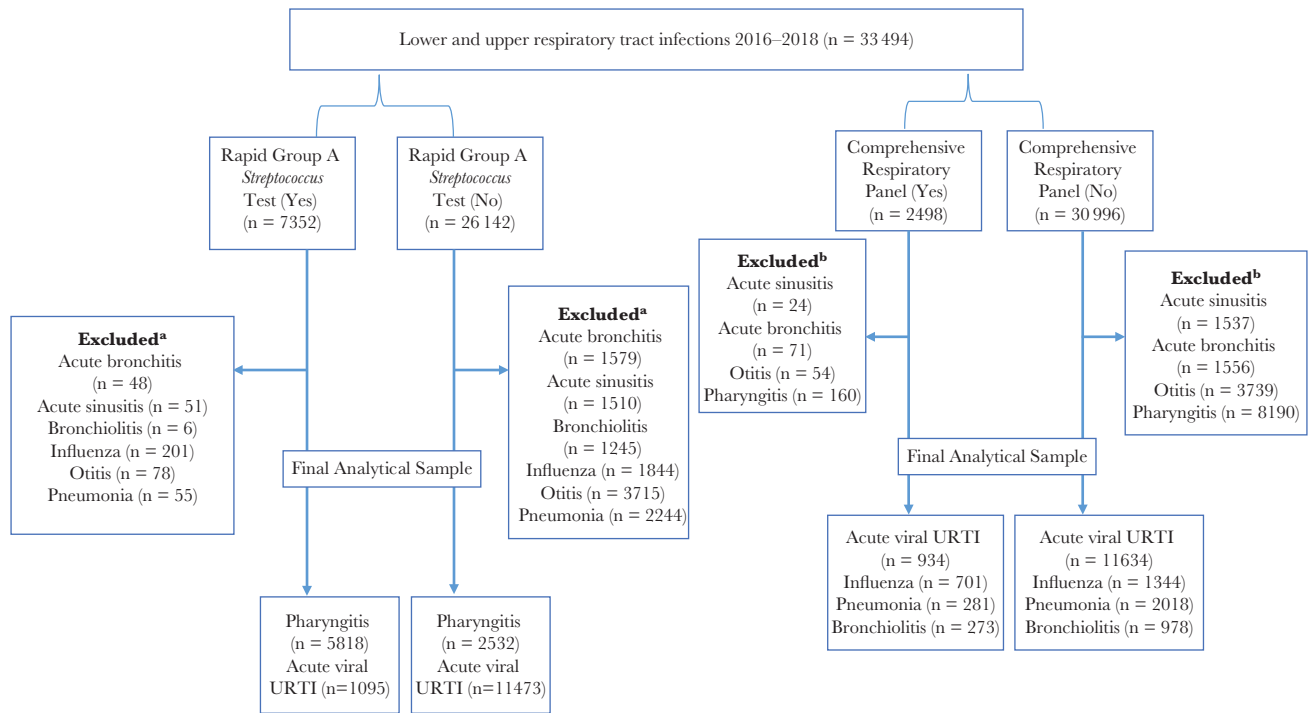 Lower and upper respiratory tract infections 2016–2018 (n = 33 494)
Rapid Group A
Streptococcus
Test (Yes)
(n = 7352)
Rapid Group A
Streptococcus
Test (No)
(n = 26 142)
Comprehensive
Respiratory
Panel (Yes)
(n = 2498)
Comprehensive
Respiratory
Panel (No)
(n = 30 996)
Excludedᵃ
Acute bronchitis
(n = 48)
Acute sinusitis (n = 51)
Bronchiolitis (n = 6)
Influenza (n = 201)
Otitis (n = 78)
Pneumonia (n = 55)
Excludedᵃ
Acute bronchitis
(n = 1579)
Acute sinusitis
(n = 1510)
Bronchiolitis
(n = 1245)
Influenza (n = 1844)
Otitis (n = 3715)
Pneumonia (n = 2244)
Excludedᵇ
Acute sinusitis
(n = 24)
Acute bronchitis
(n = 71)
Otitis (n = 54)
Pharyngitis (n = 160)
Excludedᵇ
Acute sinusitis
(n = 1537)
Acute bronchitis
(n = 1556)
Otitis (n = 3739)
Pharyngitis (n = 8190)
Final Analytical Sample
Final Analytical Sample
Pharyngitis
(n = 5818)
Acute viral
URTI (n=1095)
Pharyngitis
(n = 2532)
Acute viral
URTI (n=11473)
Acute viral URTI
(n = 934)
Influenza (n = 701)
Pneumonia (n = 281)
Bronchiolitis (n = 273)
Acute viral URTI
(n = 11634)
Influenza (n = 1344)
Pneumonia (n = 2018)
Bronchiolitis (n = 978)